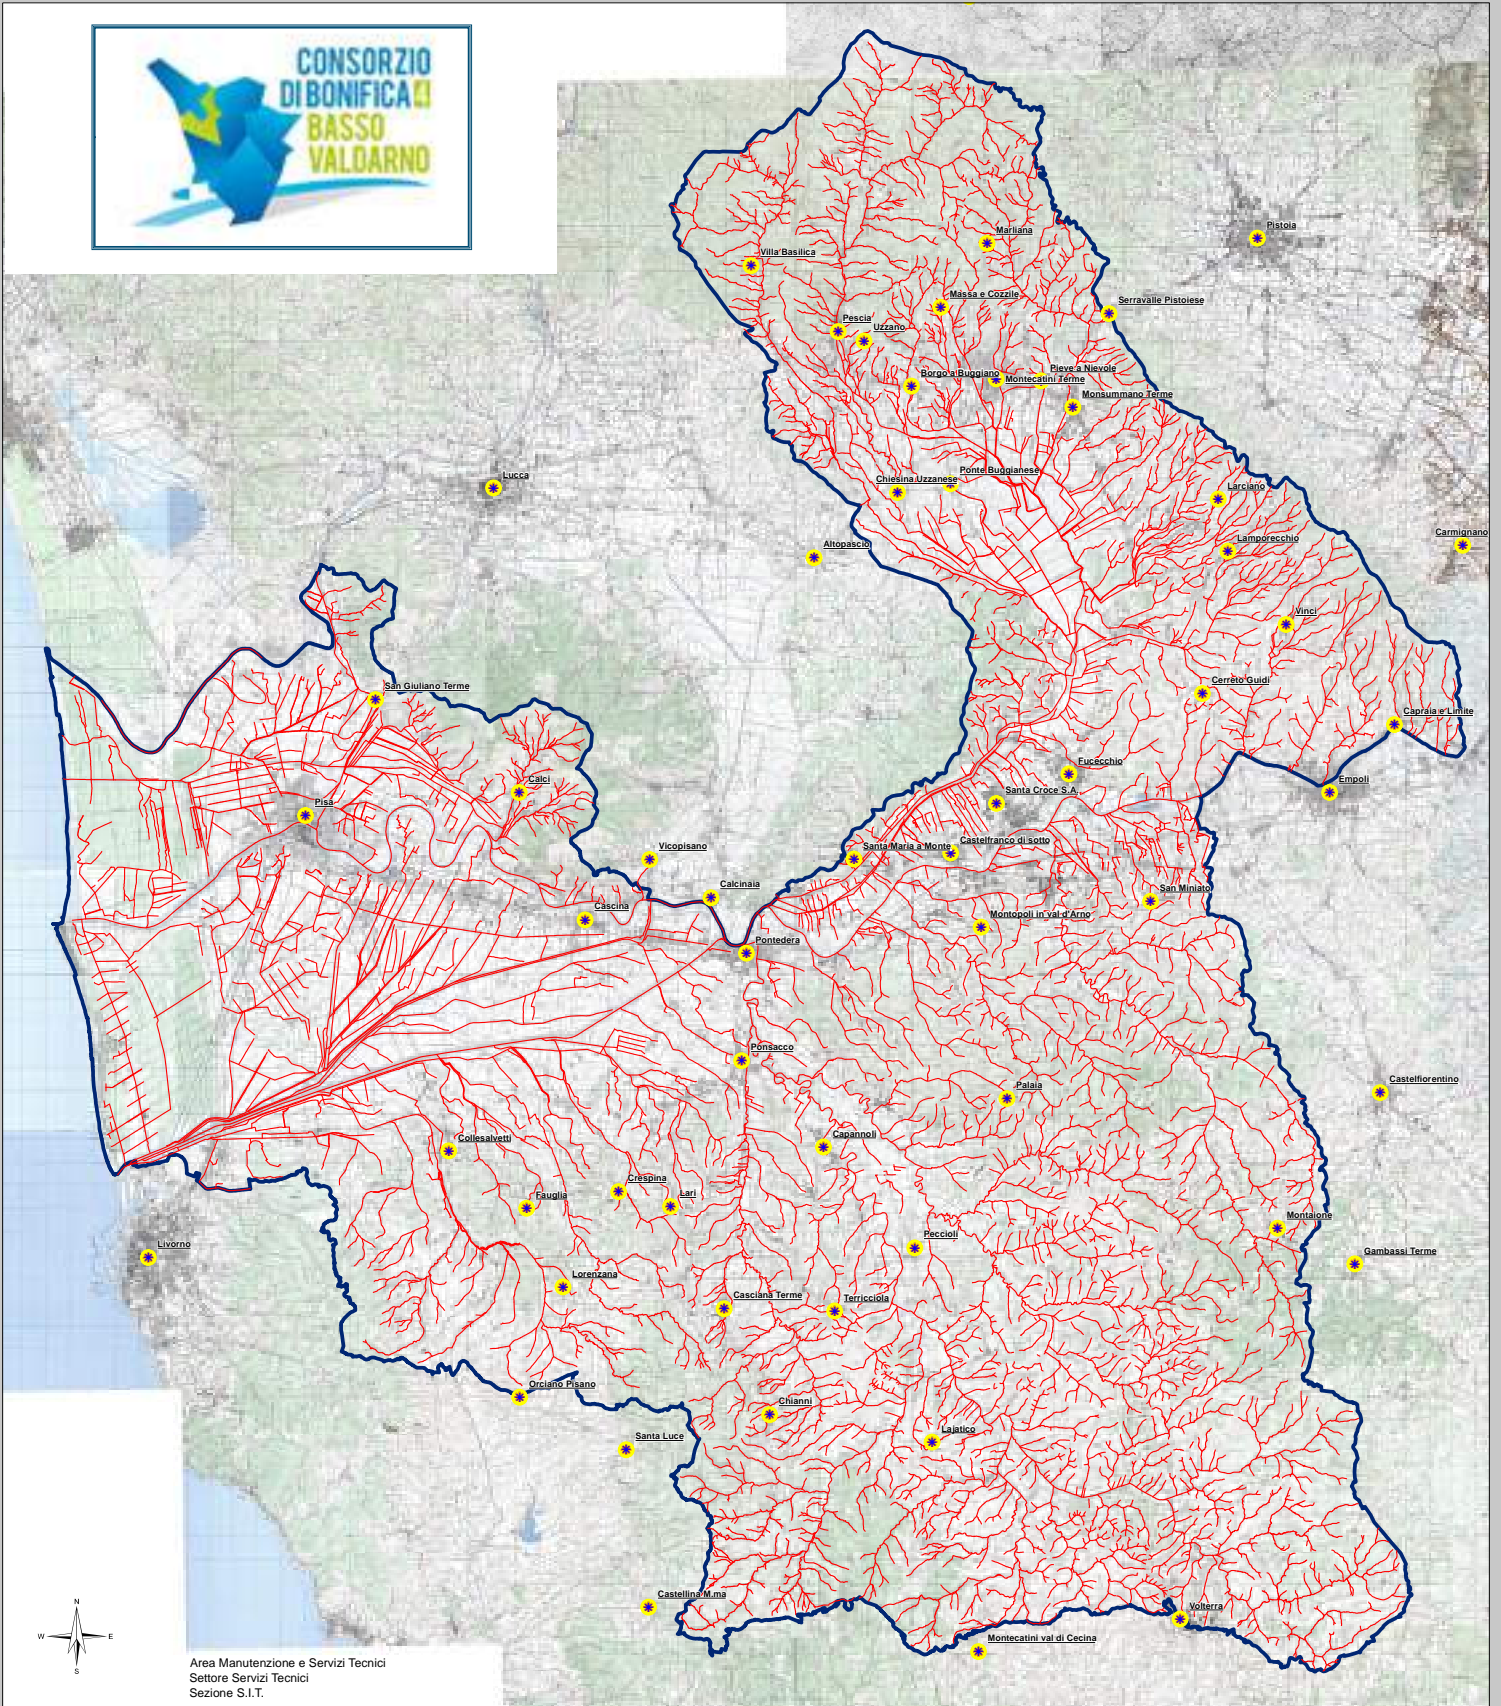 CONSORZIO
DI BONIFICA 4
BASSO
VALDARNO
Pistoia
Marliana
Villa Basilica
Massa e Cozzile
Serravalle Pistoiese
Pescia
Uzzano
Pieve a Nievole
Borgo a Buggiano
Montecatini Terme
Monsummano Terme
Ponte Buggianese
Lucca
Chiesina Uzzanese
Larciano
Carmignano
Lamporecchio
Altopascio
Vinci
Cerreto Guidi
San Giuliano Terme
Capraia e Limite
Fucecchio
Calci
Empoli
Santa Croce S.A.
Pisa
Castelfranco di sotto
Vicopisano
Santa Maria a Monte
Calcinaia
San Miniato
Cascina
Montopoli in val d'Arno
Pontedera
Ponsacco
Castelfiorentino
Palaia
Capannoli
Collesalvetti
Crespina
Lari
Fauglia
Montaione
Peccioli
Livorno
Gambassi Terme
Lorenzana
Casciana Terme
Terricciola
Orciano Pisano
Chianni
Lajatico
Santa Luce
Castellina M.ma
Volterra
Montecatini val di Cecina
N
W E
S
Area Manutenzione e Servizi Tecnici
Settore Servizi Tecnici
Sezione S.I.T.